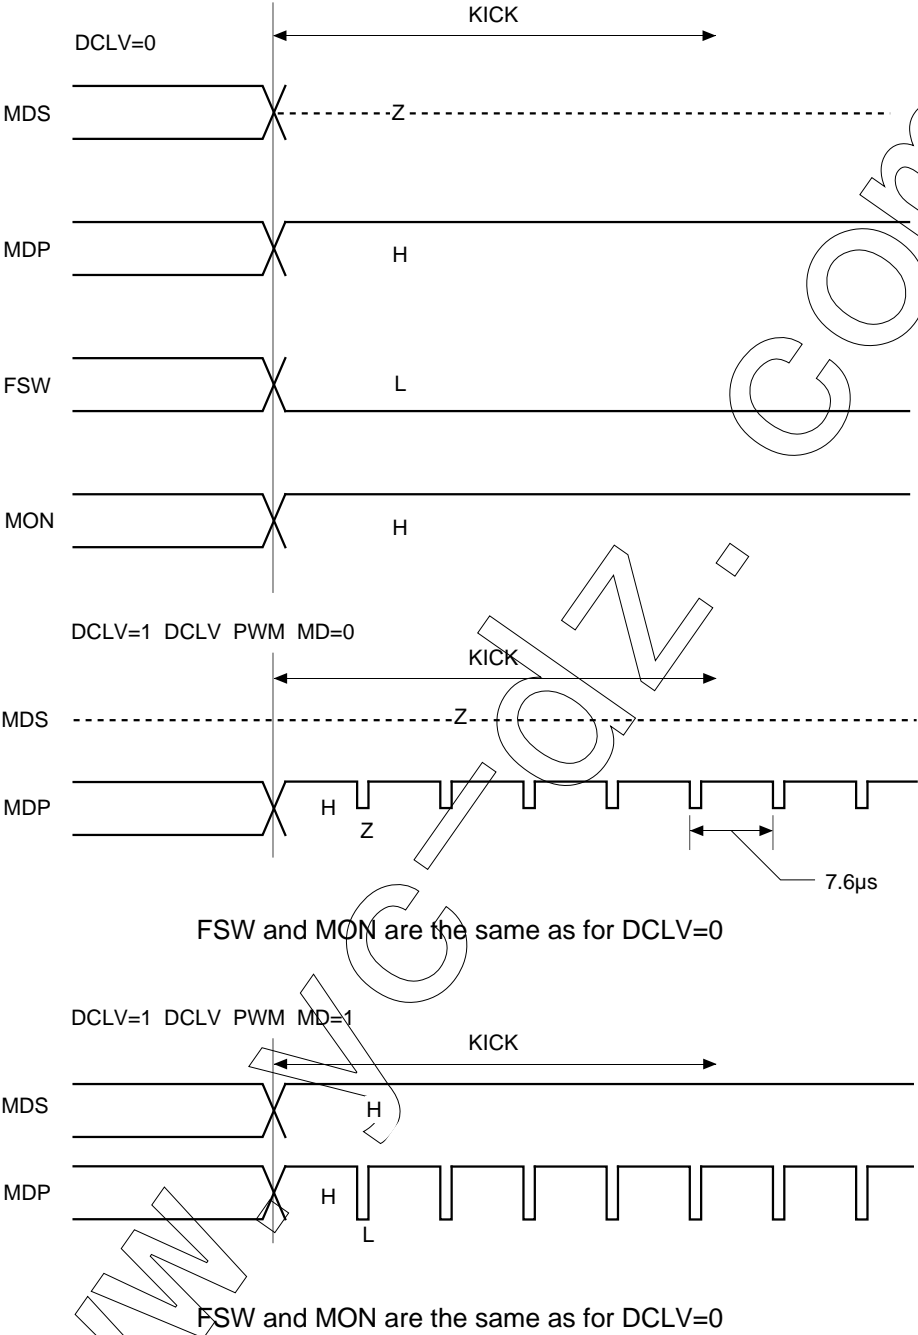 KICK
DCLV=0
MDS
Z
MDP
H
FSW
L
MON
H
DCLV=1 DCLV PWM MD=0
KICK
MDS
Z
MDP
H
Z
7.6µs
FSW and MON are the same as for DCLV=0
DCLV=1 DCLV PWM MD=1
KICK
MDS
H
MDP
H
L
FSW and MON are the same as for DCLV=0